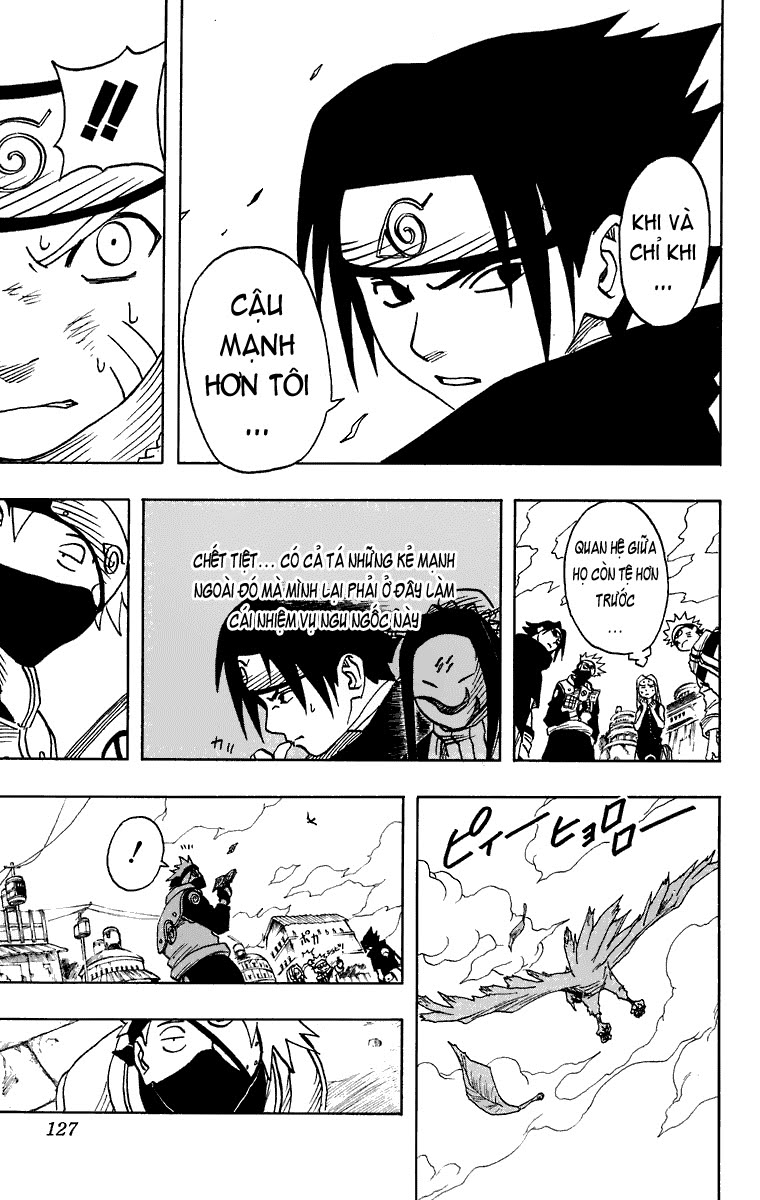 KHI VÀ
CHỈ KHI
...
CẬU
MẠNH
HƠN TÔI
...
!!
QUAN HỆ GIỮA
HỌ CÒN TỆ HƠN
TRƯỚC
...
CHẾT TIỆT... CÓ CẢ TÁ NHỮNG KẺ MẠNH
NGOÀI ĐÓ MÀ MÌNH LẠI PHẢI Ở ĐÂY LÀM
CÁI NHIỆM VỤ NGU NGỐC NÀY
ガリ
ピィー ヒョロロー
!
127